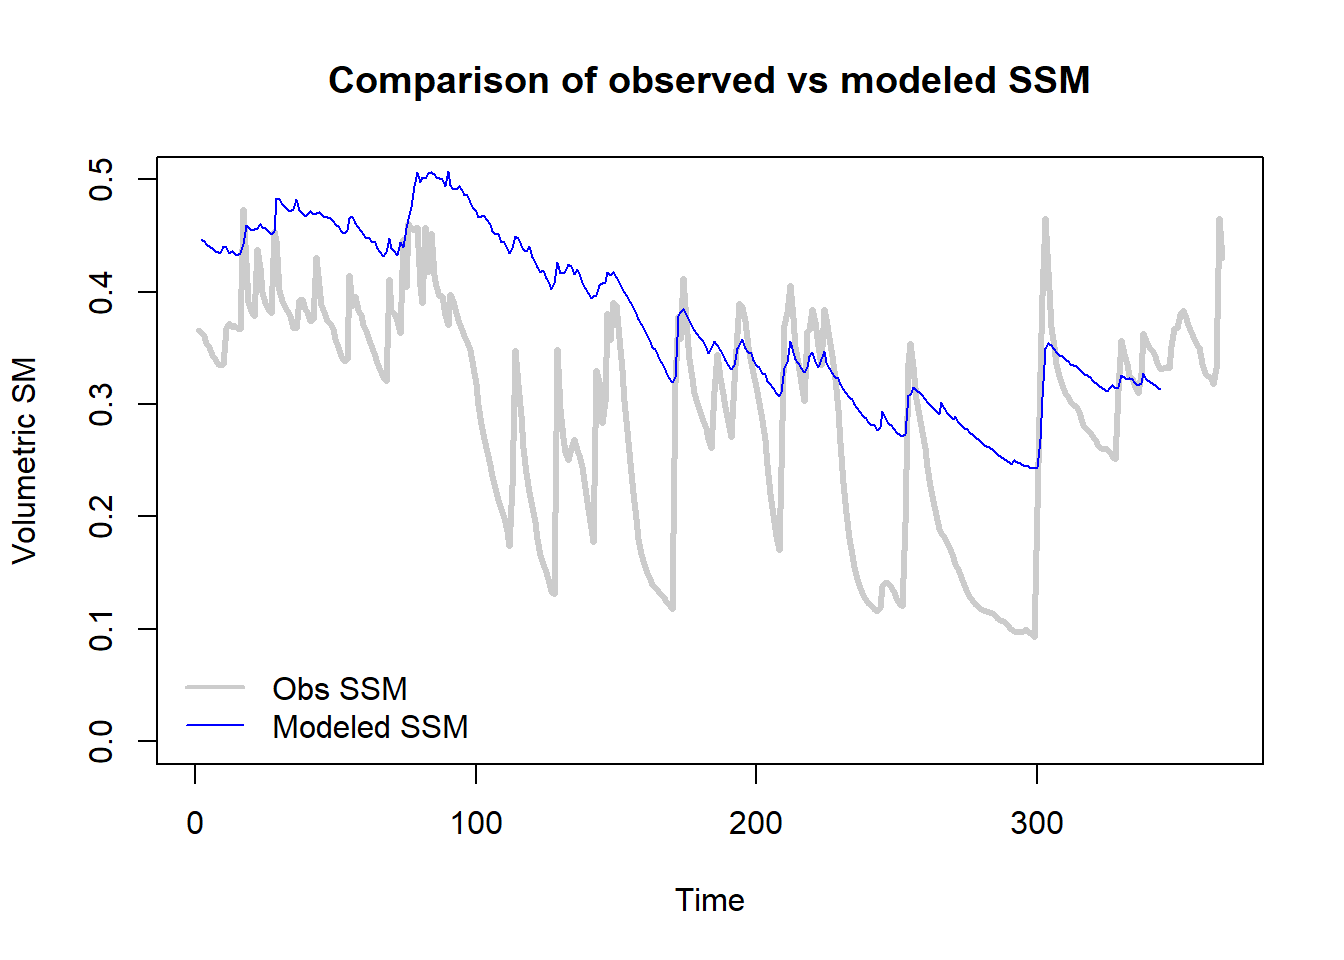 Comparison of observed vs modeled SSM
Volumetric SM
0.5
0.4
0.3
0.2
0.1
0.0
Obs SSM
Modeled SSM
0 100 200 300
Time